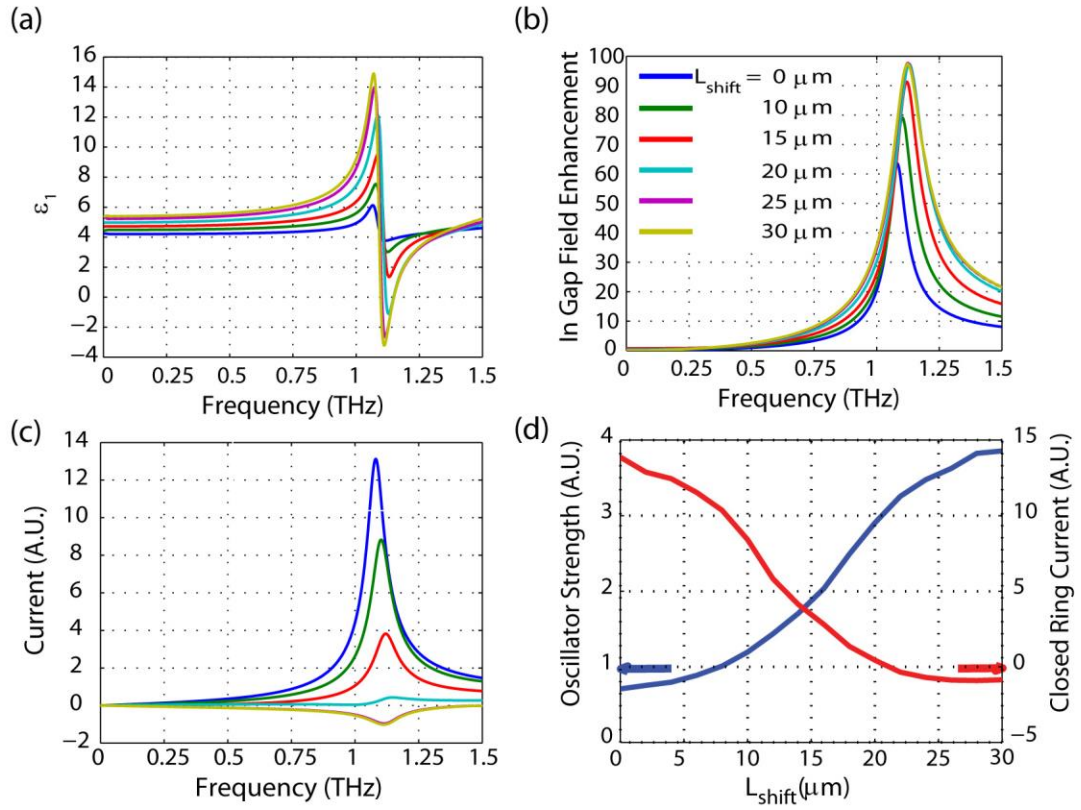 (a)
16
14
12
10
8
6
4
2
0
−2
−4
ε1
0 0.25 0.5 0.75 1 1.25 1.5
Frequency (THz)
(b)
100
90
80
70
60
50
40
30
20
10
0
In Gap Field Enhancement
Lshift = 0 μm
10 μm
15 μm
20 μm
25 μm
30 μm
0 0.25 0.5 0.75 1 1.25 1.5
Frequency (THz)
(c)
14
12
10
8
6
4
2
0
−2
Current (A.U.)
0 0.25 0.5 0.75 1 1.25 1.5
Frequency (THz)
(d)
4
3
2
1
0
Oscillator Strength (A.U.)
15
10
5
0
−5
Closed Ring Current (A.U.)
0 5 10 15 20 25 30
Lshift(μm)